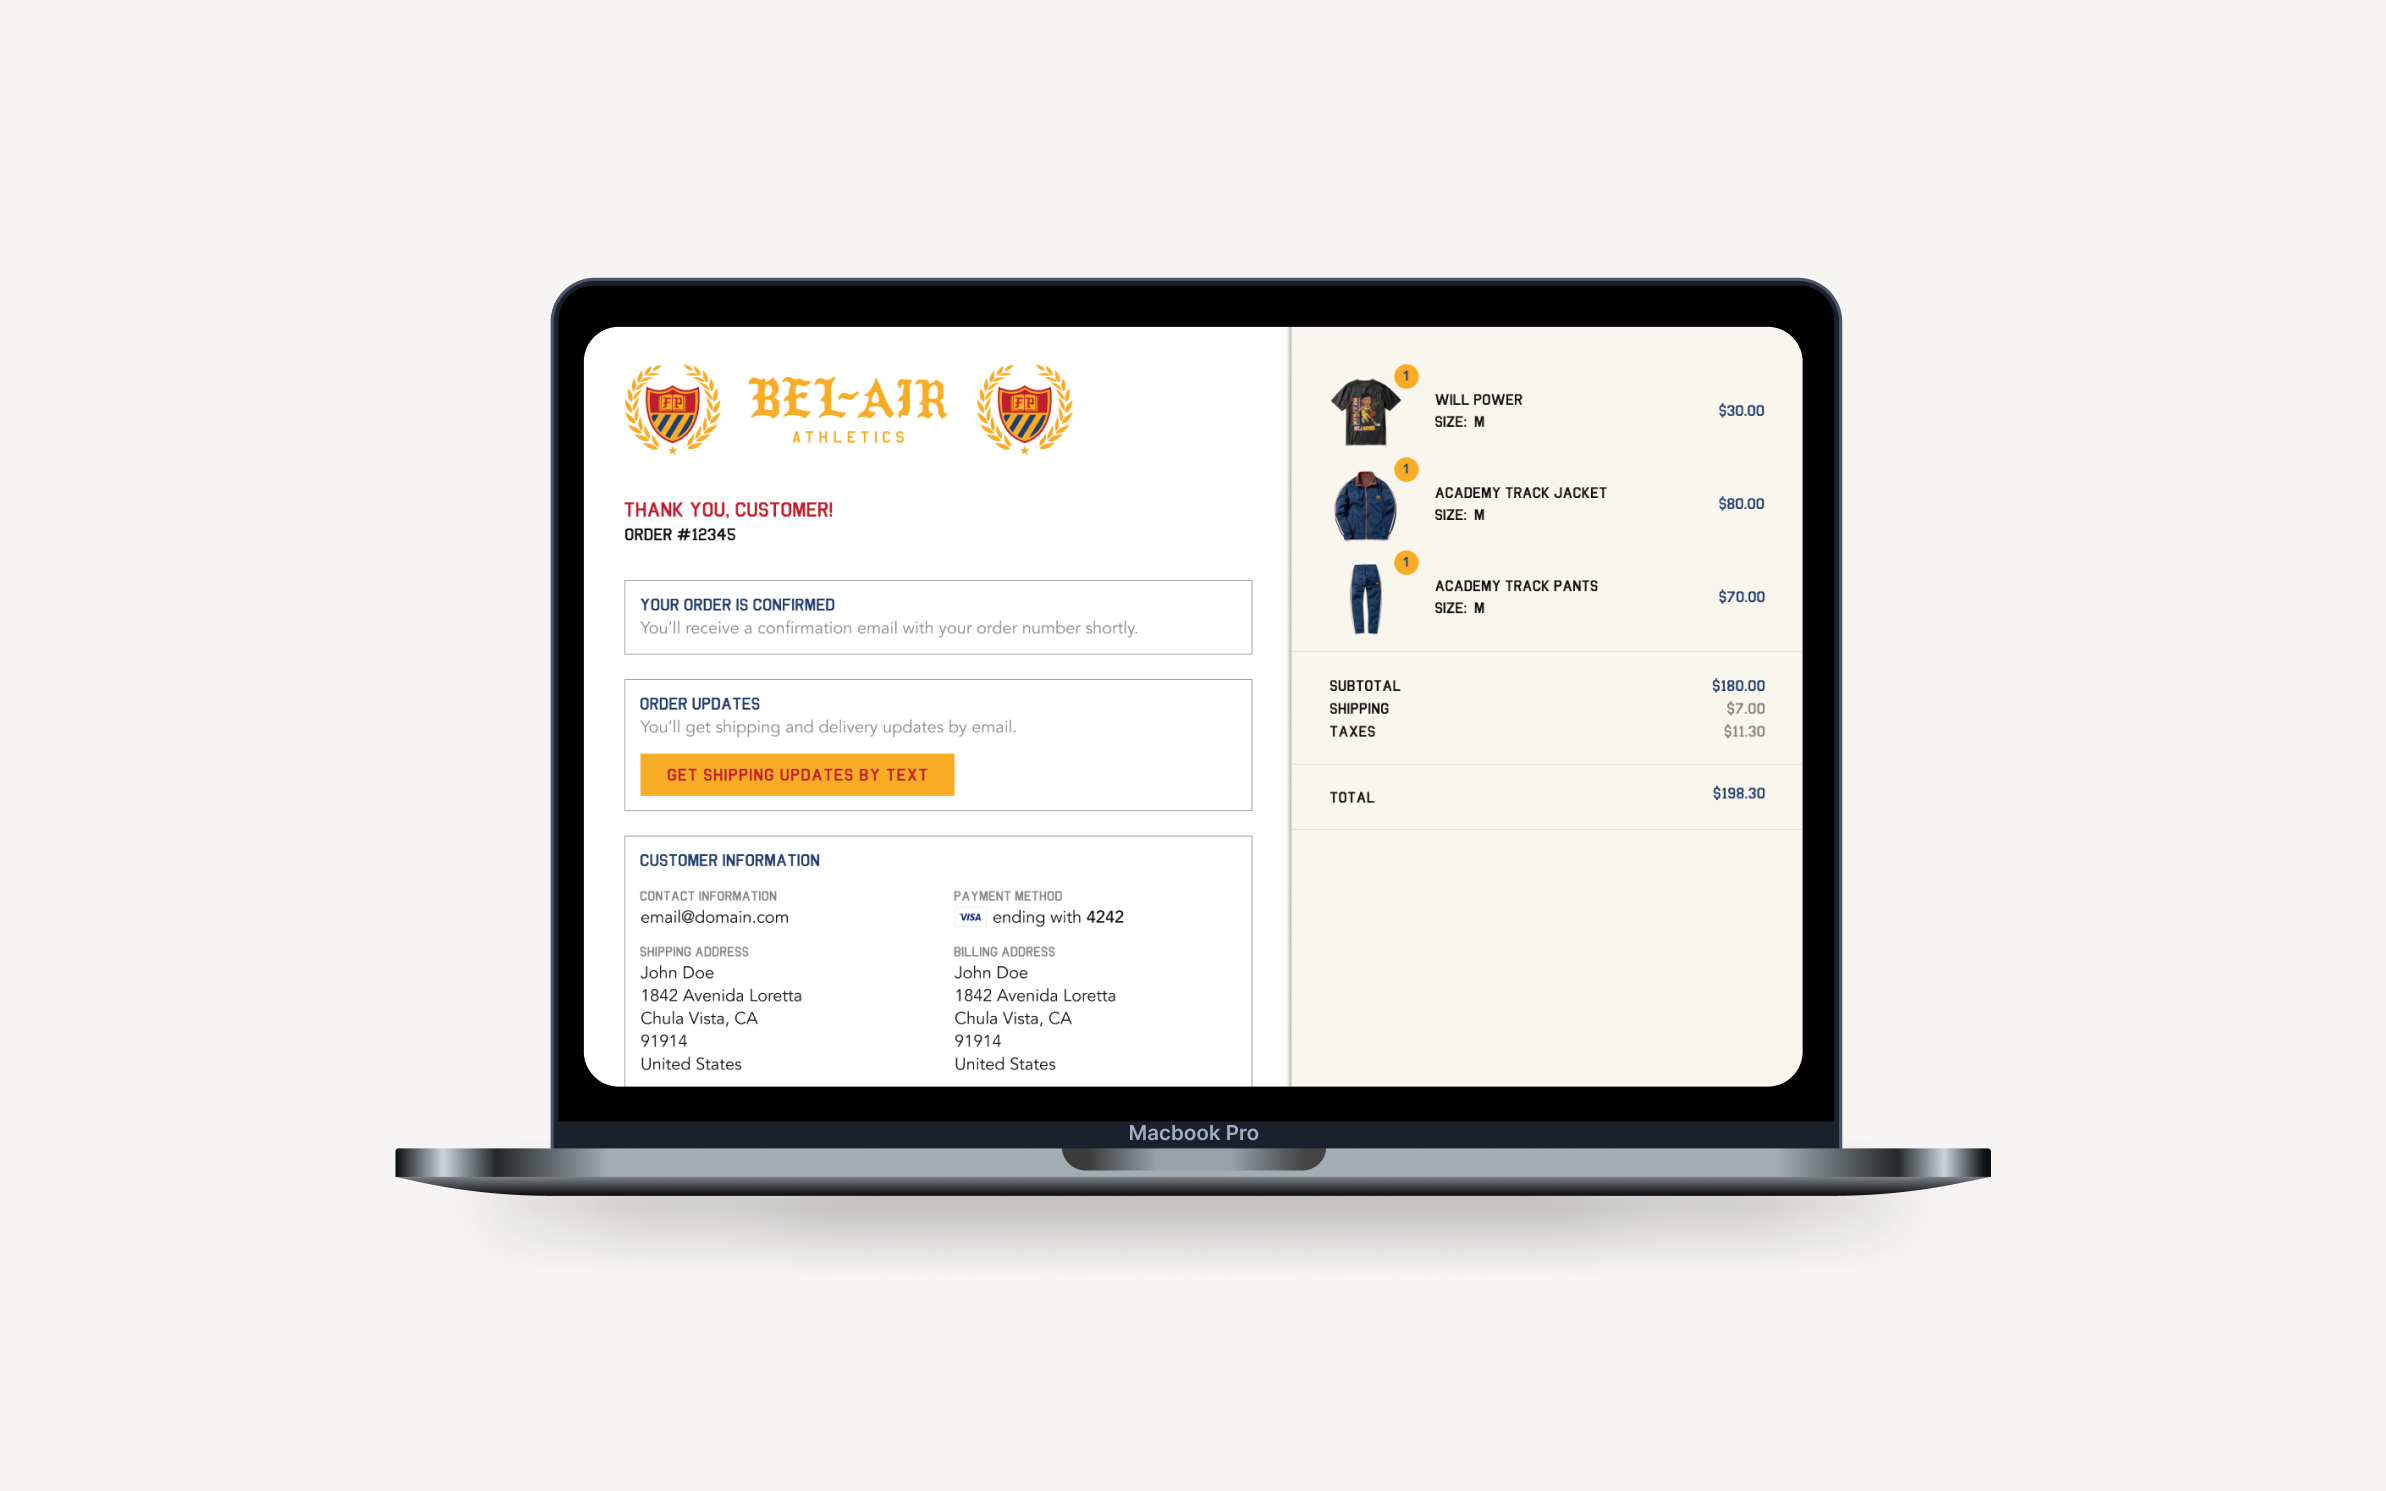 FP
BEL-AIR
ATHLETICS
FP
THANK YOU, CUSTOMER!
ORDER #12345
YOUR ORDER IS CONFIRMED
You'll receive a confirmation email with your order number shortly.
ORDER UPDATES
You'll get shipping and delivery updates by email.
GET SHIPPING UPDATES BY TEXT
CUSTOMER INFORMATION
CONTACT INFORMATION
email@domain.com
PAYMENT METHOD
VISA ending with 4242
SHIPPING ADDRESS
John Doe
1842 Avenida Loretta
Chula Vista, CA
91914
United States
BILLING ADDRESS
John Doe
1842 Avenida Loretta
Chula Vista, CA
91914
United States
1
WILL POWER
SIZE: M
$30.00
1
ACADEMY TRACK JACKET
SIZE: M
$80.00
1
ACADEMY TRACK PANTS
SIZE: M
$70.00
SUBTOTAL $180.00
SHIPPING $7.00
TAXES $11.30
TOTAL $198.30
Macbook Pro